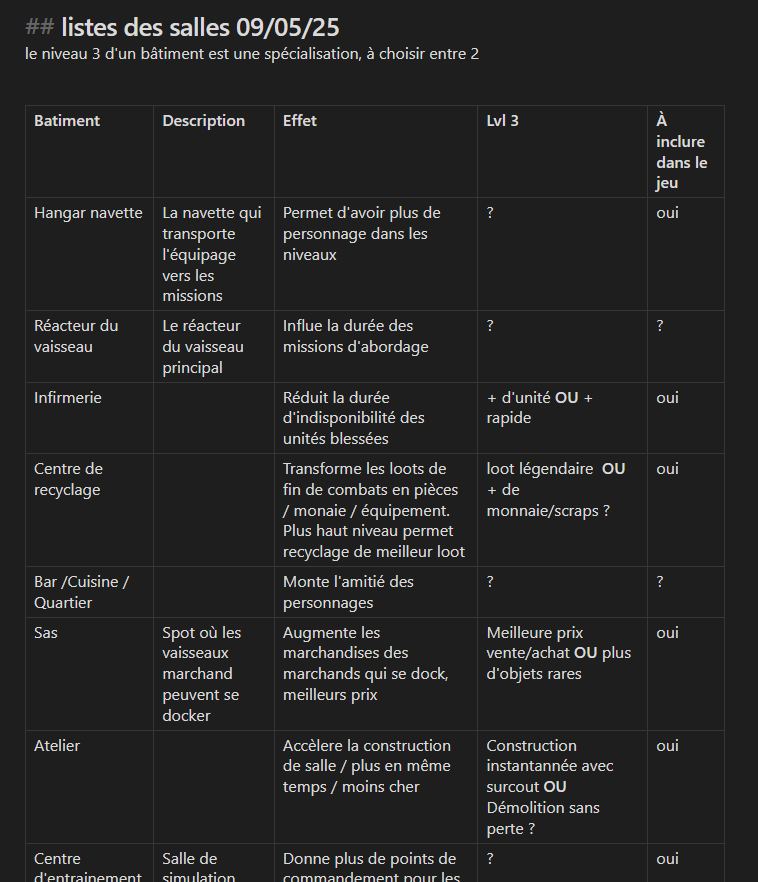 ## listes des salles 09/05/25
le niveau 3 d'un bâtiment est une spécialisation, à choisir entre 2
Batiment
Description
Effet
Lvl 3
À
inclure
dans le
jeu
Hangar navette
La navette qui
transporte
l'équipage
vers les
missions
Permet d'avoir plus de
personnage dans les
niveaux
?
oui
Réacteur du
vaisseau
Le réacteur
du vaisseau
principal
Influe la durée des
missions d'abordage
?
?
Infirmerie
Réduit la durée
d'indisponibilité des
unités blessées
+ d'unité OU +
rapide
oui
Centre de
recyclage
Transforme les loots de
fin de combats en pièces
/ monaie / équipement.
Plus haut niveau permet
recyclage de meilleur loot
loot légendaire OU
+ de
monnaie/scraps ?
oui
Bar /Cuisine /
Quartier
Monte l'amitié des
personnages
?
?
Sas
Spot où les
vaisseaux
marchand
peuvent se
docker
Augmente les
marchandises des
marchands qui se dock,
meilleurs prix
Meilleure prix
vente/achat OU plus
d'objets rares
oui
Atelier
Accèlere la construction
de salle / plus en même
temps / moins cher
Construction
instantannée avec
surcout OU
Démolition sans
perte ?
oui
Centre
d'entrainement
Salle de
simulation
Donne plus de points de
commandement pour les
?
oui